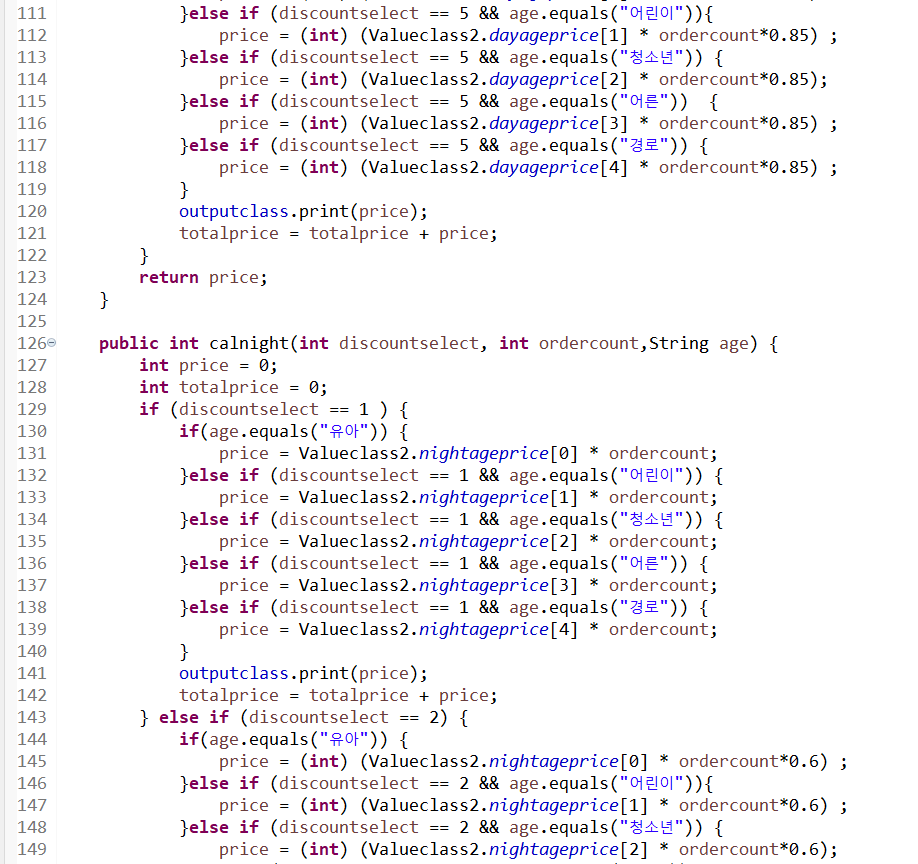 111 }else if (discountselect == 5 && age.equals("어린이")){
112 price = (int) (Valueclass2.dayageprice[1] * ordercount*0.85) ;
113 }else if (discountselect == 5 && age.equals("청소년")) {
114 price = (int) (Valueclass2.dayageprice[2] * ordercount*0.85);
115 }else if (discountselect == 5 && age.equals("어른"))  {
116 price = (int) (Valueclass2.dayageprice[3] * ordercount*0.85) ;
117 }else if (discountselect == 5 && age.equals("경로")) {
118 price = (int) (Valueclass2.dayageprice[4] * ordercount*0.85) ;
119 }
120 outputclass.print(price);
121 totalprice = totalprice + price;
122 }
123 return price;
124 }
125
126 public int calnight(int discountselect, int ordercount,String age) {
127 int price = 0;
128 int totalprice = 0;
129 if (discountselect == 1 ) {
130 if(age.equals("유아")) {
131 price = Valueclass2.nightageprice[0] * ordercount;
132 }else if (discountselect == 1 && age.equals("어린이")) {
133 price = Valueclass2.nightageprice[1] * ordercount;
134 }else if (discountselect == 1 && age.equals("청소년")) {
135 price = Valueclass2.nightageprice[2] * ordercount;
136 }else if (discountselect == 1 && age.equals("어른")) {
137 price = Valueclass2.nightageprice[3] * ordercount;
138 }else if (discountselect == 1 && age.equals("경로")) {
139 price = Valueclass2.nightageprice[4] * ordercount;
140 }
141 outputclass.print(price);
142 totalprice = totalprice + price;
143 } else if (discountselect == 2) {
144 if(age.equals("유아")) {
145 price = (int) (Valueclass2.nightageprice[0] * ordercount*0.6) ;
146 }else if (discountselect == 2 && age.equals("어린이")){
147 price = (int) (Valueclass2.nightageprice[1] * ordercount*0.6) ;
148 }else if (discountselect == 2 && age.equals("청소년")) {
149 price = (int) (Valueclass2.nightageprice[2] * ordercount*0.6);